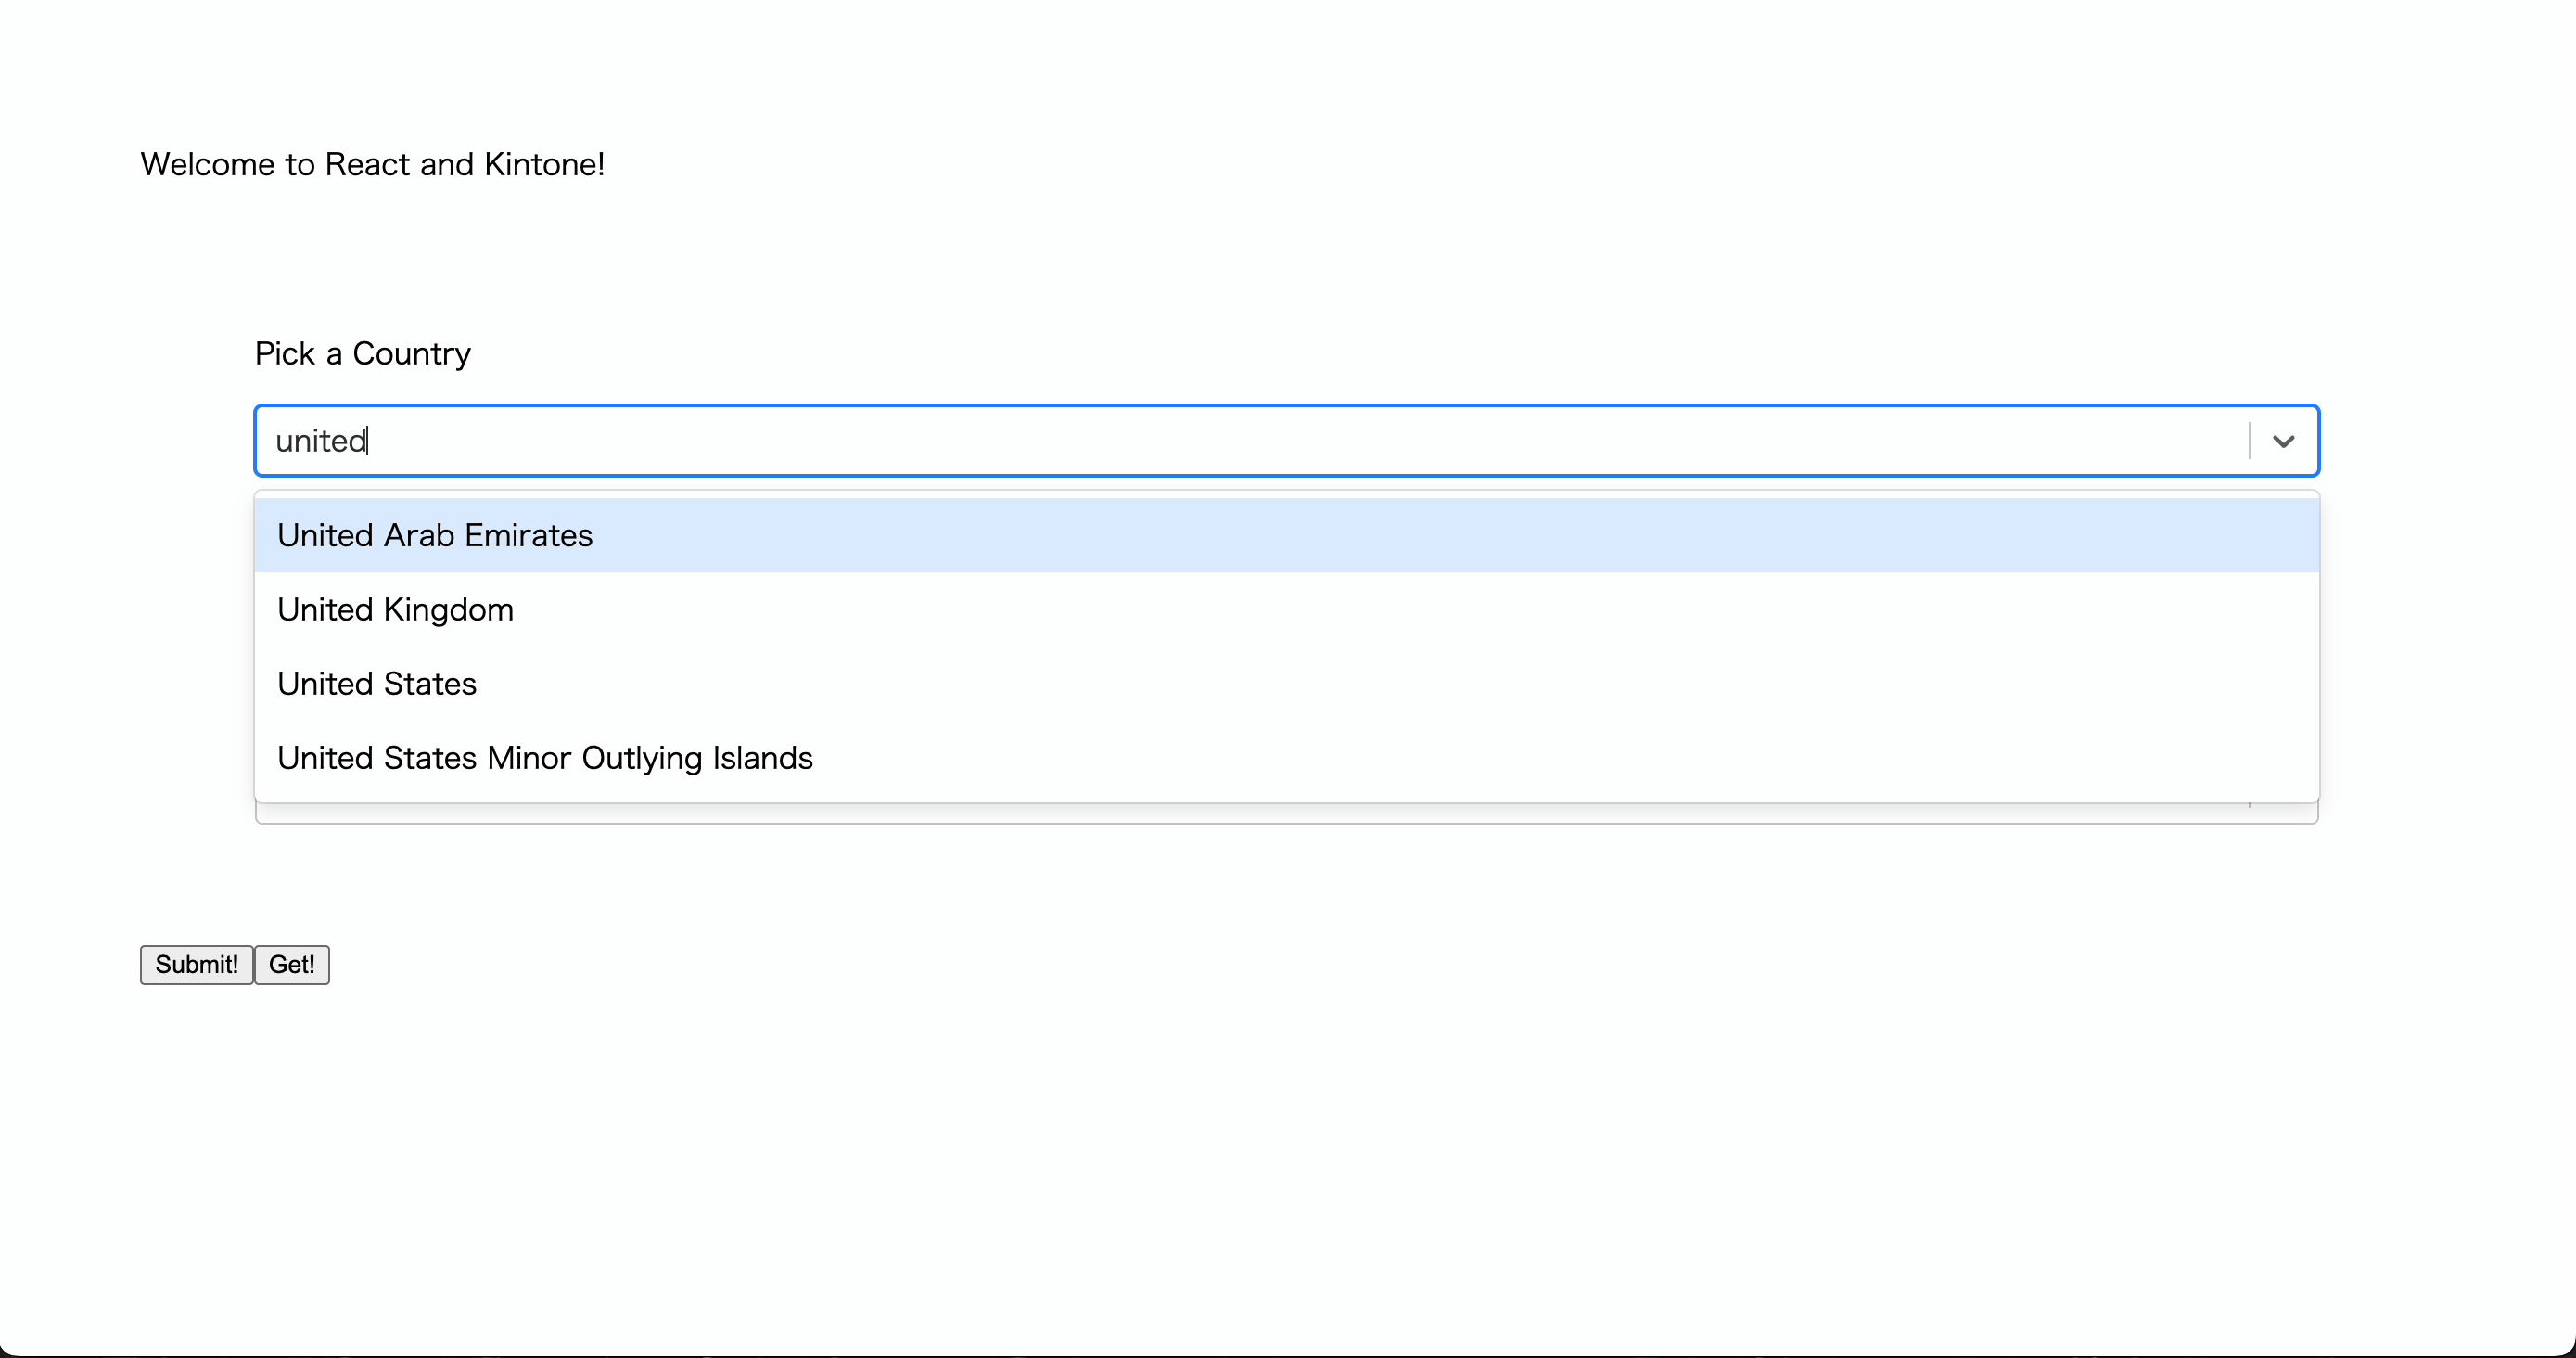 Welcome to React and Kintone!
Pick a Country
united
United Arab Emirates
United Kingdom
United States
United States Minor Outlying Islands
Submit! Get!